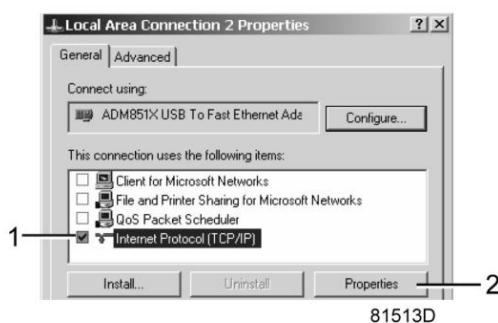 Local Area Connection 2 Properties
General Advanced
Connect using:
ADM851X USB To Fast Ethernet Ada
Configure...
This connection uses the following items:
Client for Microsoft Networks
File and Printer Sharing for Microsoft Networks
QoS Packet Scheduler
1 Internet Protocol (TCP/IP)
Install... Uninstall Properties 2
81513D